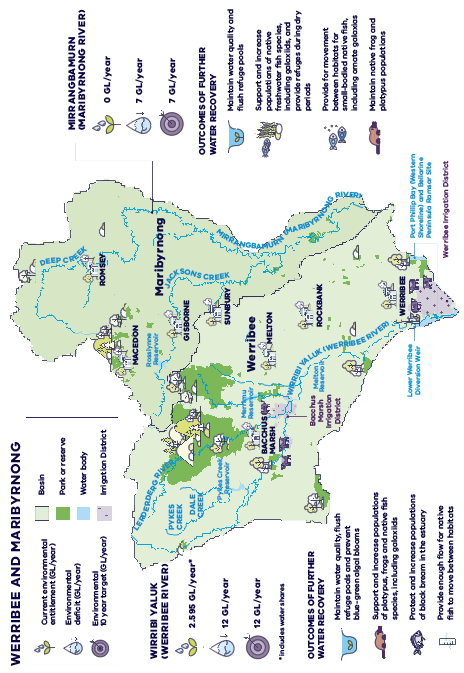 WERRIBEE AND MARIBYRNONG
Current environmental
entitlement (GL/year)
Environmental
deficit (GL/year)
Environmental
10 year target (GL/year)
Basin
Park or reserve
Water body
Irrigation District
WIRRIBI YALUK
(WERRIBEE RIVER)
2.595 GL/year*
12 GL/year
12 GL/year
*includes water shares
OUTCOMES OF FURTHER
WATER RECOVERY
Maintain water quality, flush
refuge pools and prevent
blue-green algal blooms
Support and increase populations
of platypus, frogs and native fish
species, including galaxiids
Protect and increase populations
of black bream in the estuary
Provide enough flow for native
fish to move between habitats
MIRRANGBAMURN
(MARIBYRNONG RIVER)
0 GL/year
7 GL/year
7 GL/year
OUTCOMES OF FURTHER
WATER RECOVERY
Maintain water quality and
flush refuge pools
Support and increase
populations of native
freshwater fish species,
including galaxiids, and
provide refuges during dry
periods
Provide for movement
between habitats for
small-bodied native fish,
including ornate galaxias
Maintain native frog and
platypus populations
DEEP CREEK
ROMSEY
Maribyrnong
MACEDON
JACKSONS CREEK
MIRRANGBAMURN (MARIBYRNONG RIVER)
Rosslynne
Reservoir
GISBORNE
SUNBURY
LERDERDERG RIVER
PYKES
CREEK
DALE
CREEK
Pykes Creek
Reservoir
Merrimu
Reservoir
Werribee
MELTON
ROCKBANK
BACCHUS
MARSH
WIRRIBI YALUK (WERRIBEE RIVER)
Melton
Reservoir
Bacchus
Marsh
Irrigation
District
WERRIBEE
Lower Werribee
Diversion Weir
Port Phillip Bay (Western
Shoreline) and Bellarine
Peninsula Ramsar Site
Werribee Irrigation District